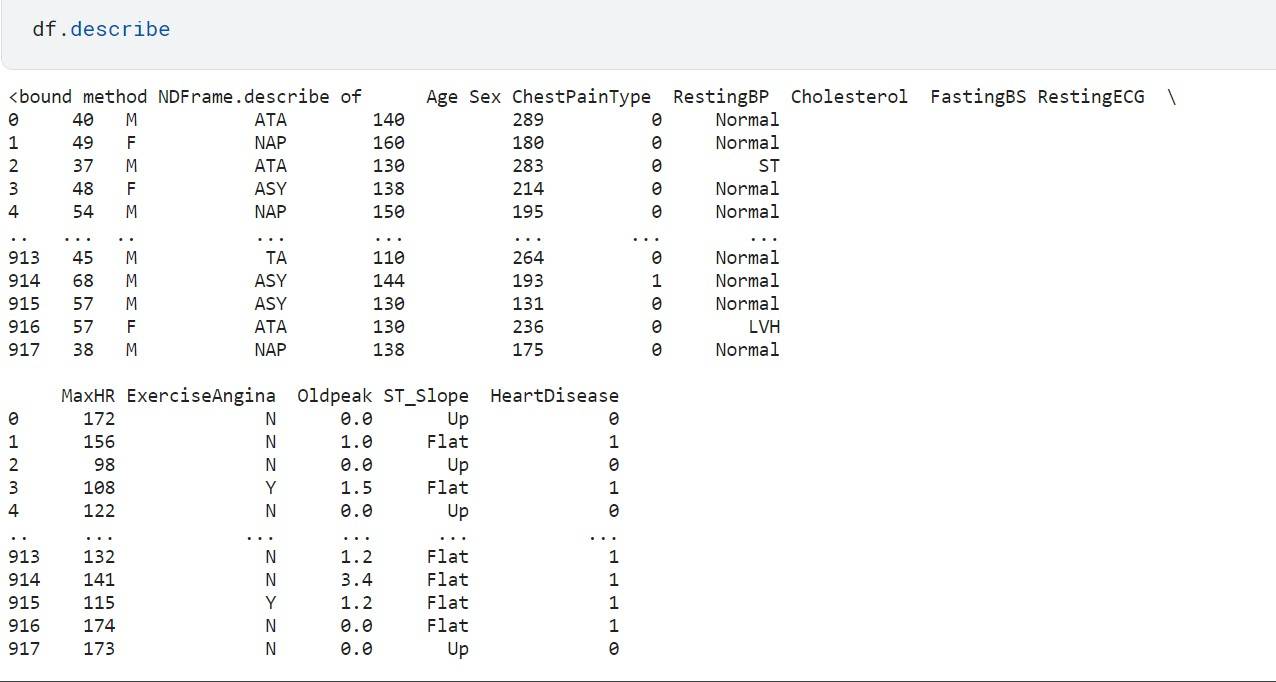 df.describe
<bound method NDFrame.describe of      Age Sex ChestPainType  RestingBP  Cholesterol  FastingBS RestingECG  \
0     40   M           ATA        140          289          0     Normal
1     49   F           NAP        160          180          0     Normal
2     37   M           ATA        130          283          0         ST
3     48   F           ASY        138          214          0     Normal
4     54   M           NAP        150          195          0     Normal
..   ...  ..           ...        ...          ...        ...        ...
913   45   M            TA        110          264          0     Normal
914   68   M           ASY        144          193          1     Normal
915   57   M           ASY        130          131          0     Normal
916   57   F           ATA        130          236          0        LVH
917   38   M           NAP        138          175          0     Normal
     MaxHR ExerciseAngina  Oldpeak ST_Slope  HeartDisease
0      172              N      0.0       Up             0
1      156              N      1.0     Flat             1
2       98              N      0.0       Up             0
3      108              Y      1.5     Flat             1
4      122              N      0.0       Up             0
..     ...            ...      ...      ...           ...
913    132              N      1.2     Flat             1
914    141              N      3.4     Flat             1
915    115              Y      1.2     Flat             1
916    174              N      0.0     Flat             1
917    173              N      0.0       Up             0